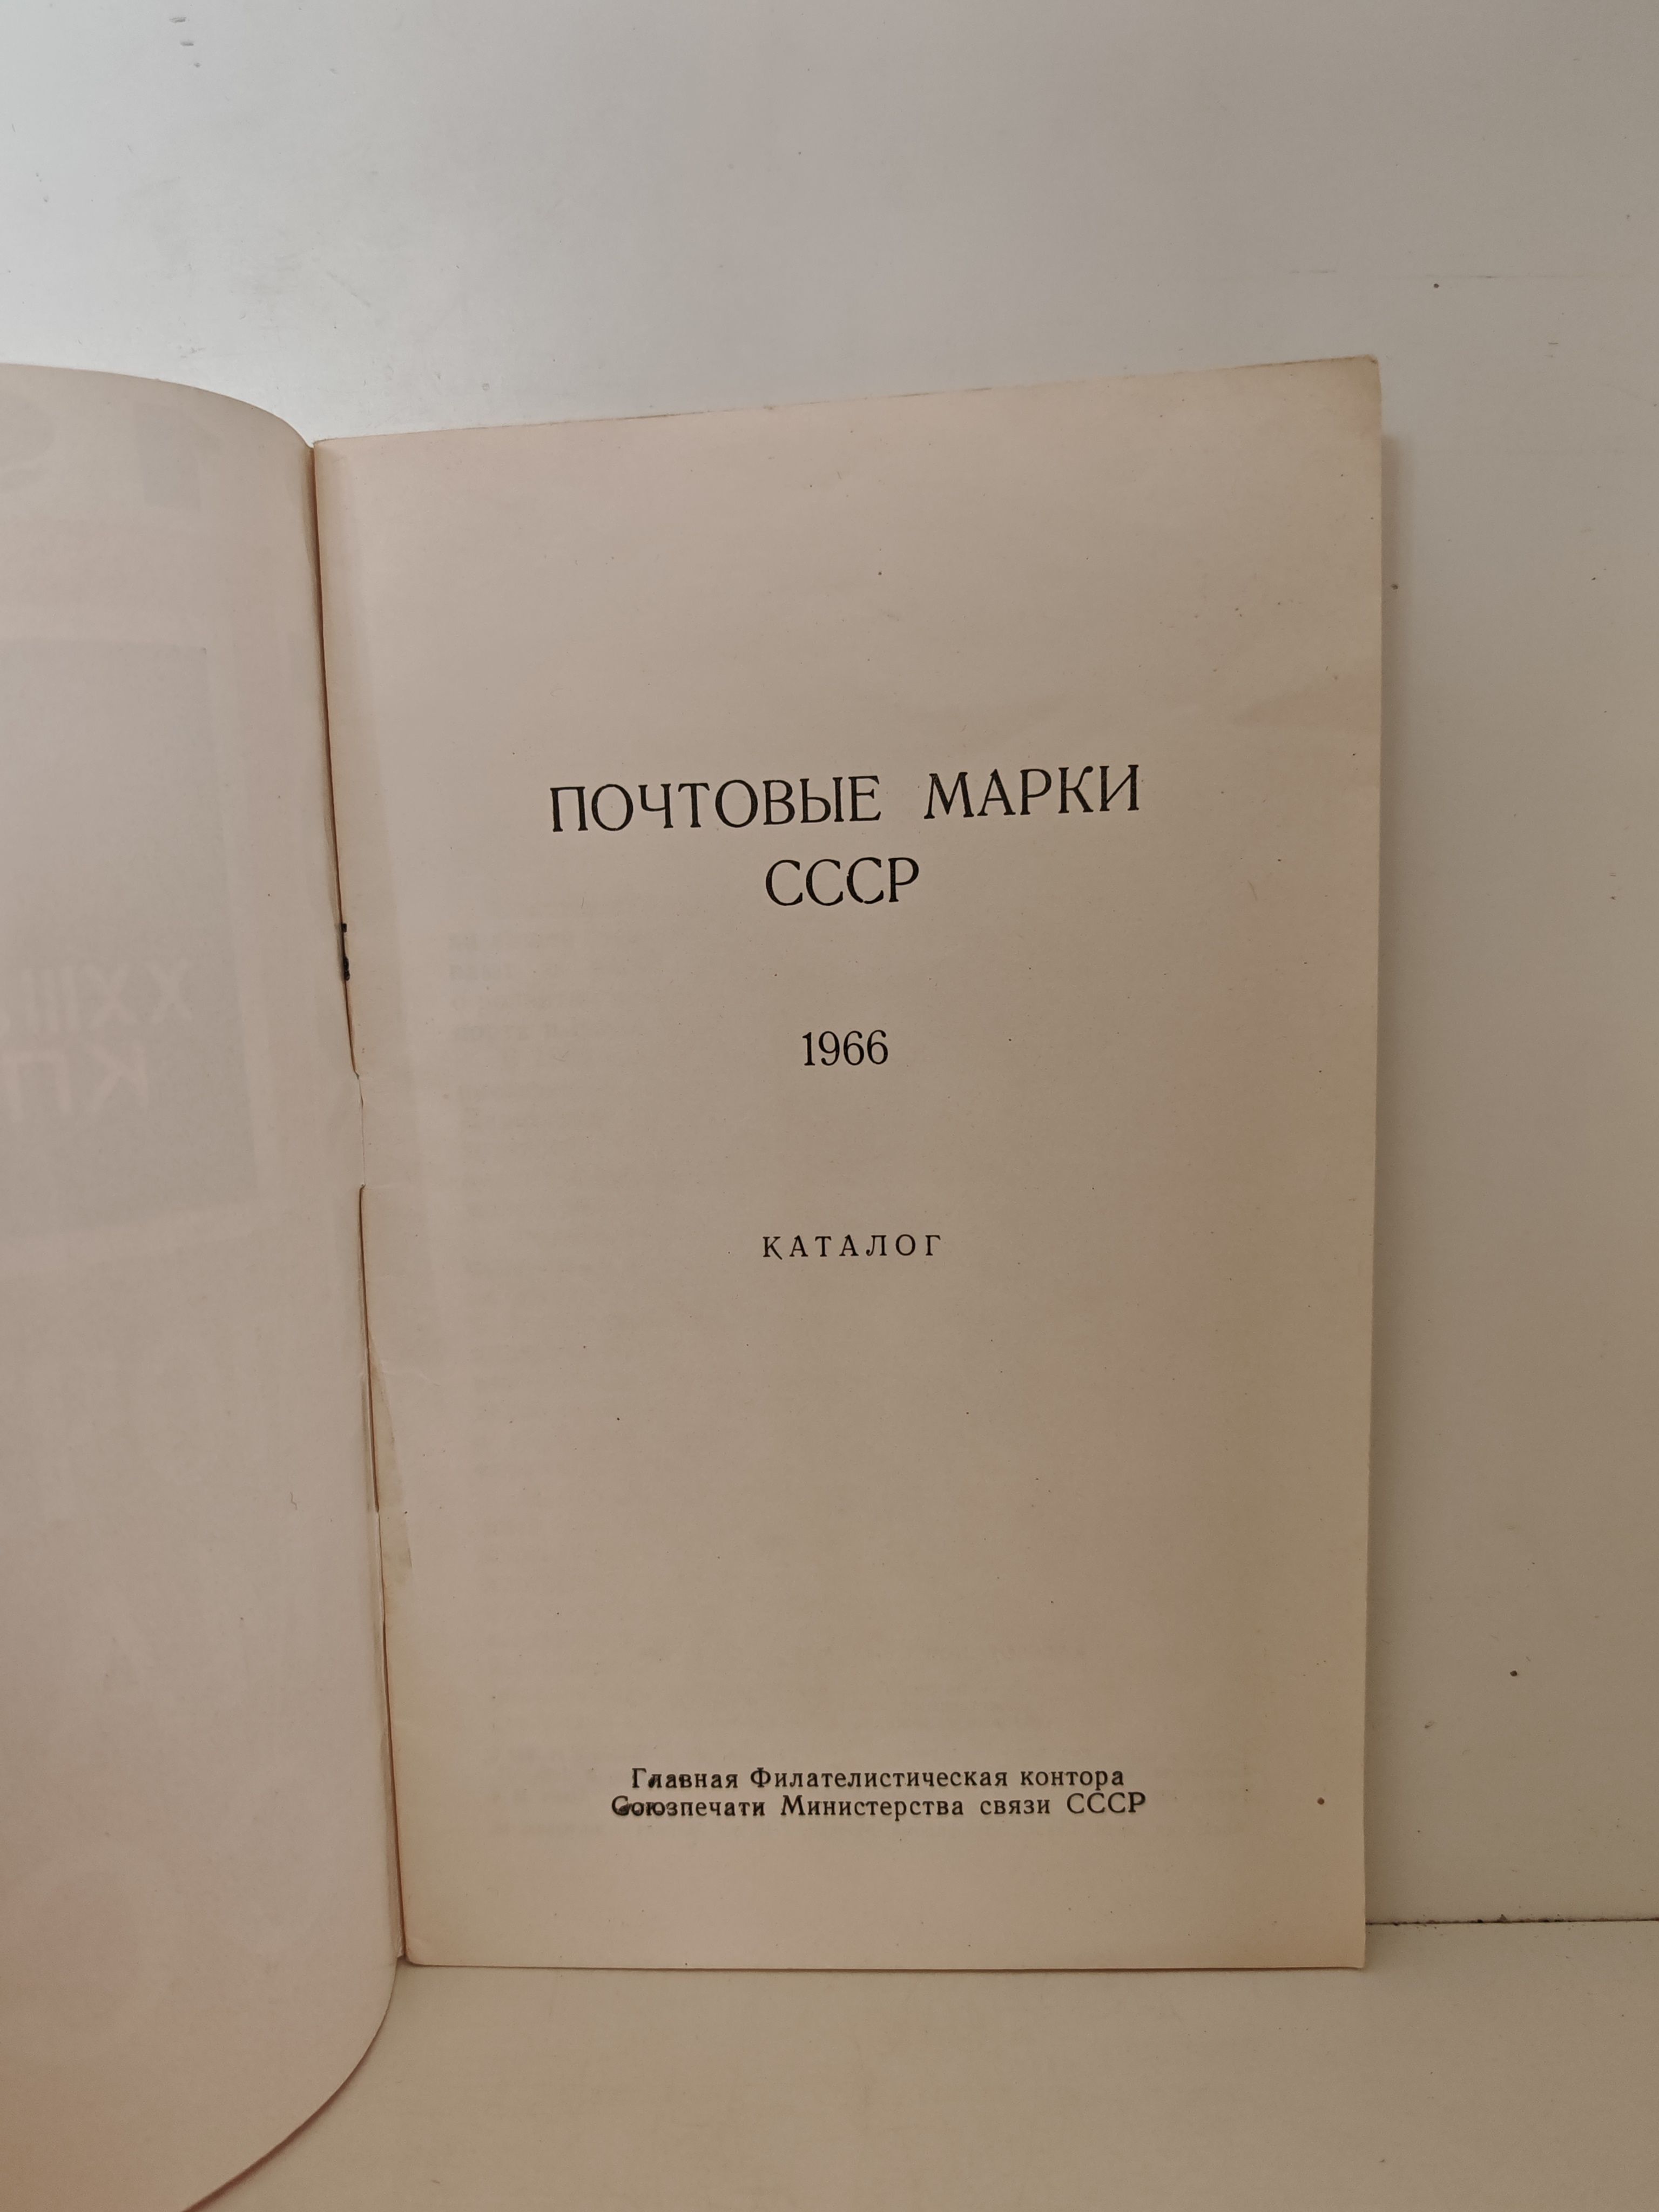 ПОЧТОВЫЕ МАРКИ
СССР
1966
КАТАЛОГ
Главная Филателистическая контора
Союзпечати Министерства связи СССР